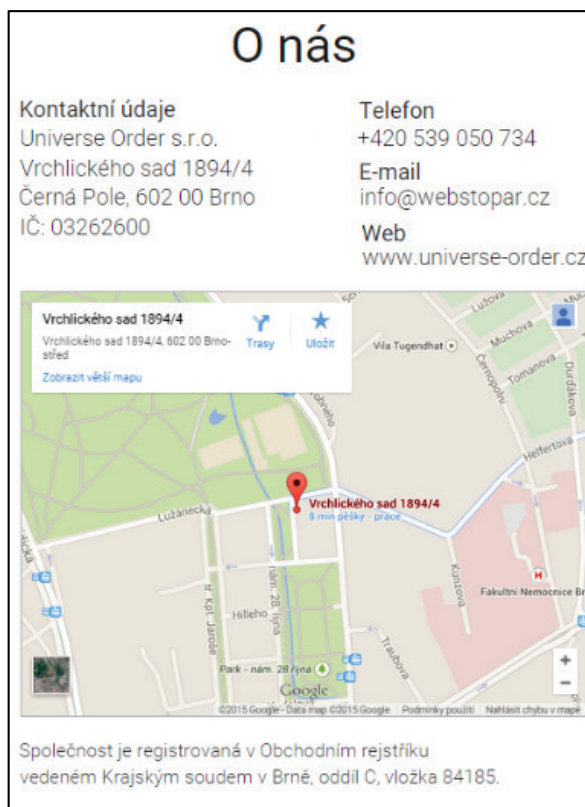 O nás
Kontaktní údaje
Universe Order s.r.o.
Vrchlického sad 1894/4
Černá Pole, 602 00 Brno
IČ: 03262600
Telefon
+420 539 050 734
E-mail
info@webstopar.cz
Web
www.universe-order.cz
Vrchlického sad 1894/4
Vrchlického sad 1894/4, 602 00 Brno-
střed
Zobrazit větší mapu
Trasy
Uložit
Vila Tugendhat
Lužova
Muchova
Tomanova
Černopolní
Durďákova
Helfertova
Vrchlického sad 1894/4
8 min pěšky - práce
Lužánecká
tř. Kpt. Jaroše
Hilleho
nám. 28. října
Kunzova
Traubova
Fakultní Nemocnice Br
Park - nám. 28 října
Google
©2015 Google - Data map ©2015 Google
Podmínky použití
Nahlásit chybu v mapě
Společnost je registrovaná v Obchodním rejstříku
vedeném Krajským soudem v Brně, oddíl C, vložka 84185.